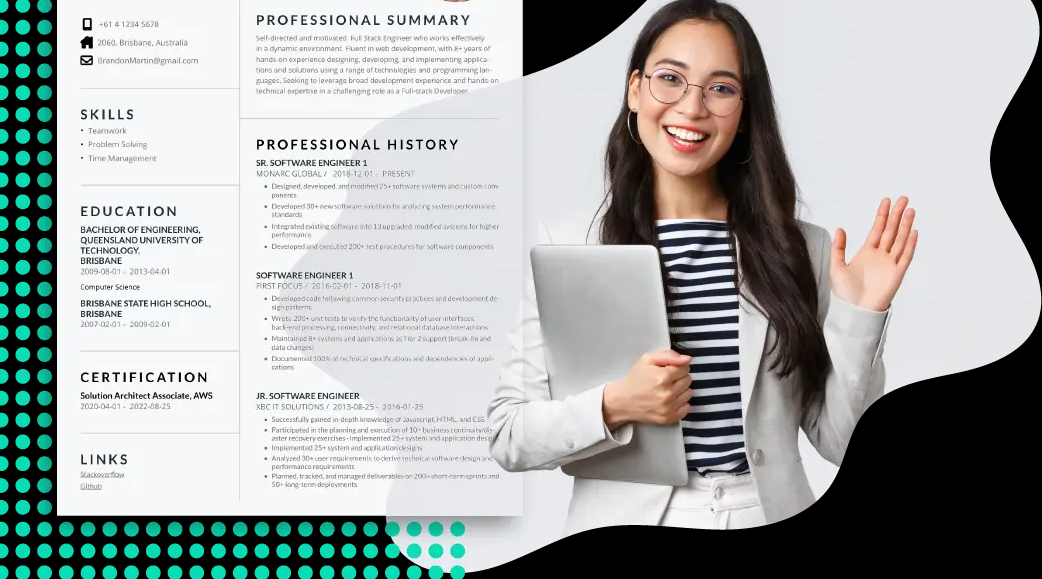 +61 4 1234 5678
2060, Brisbane, Australia
BrandonMartin@gmail.com
SKILLS
• Teamwork
• Problem Solving
• Time Management
EDUCATION
BACHELOR OF ENGINEERING,
QUEENSLAND UNIVERSITY OF
TECHNOLOGY,
BRISBANE
2009-08-01 - 2013-04-01
Computer Science
BRISBANE STATE HIGH SCHOOL,
BRISBANE
2007-02-01 - 2009-02-01
CERTIFICATION
Solution Architect Associate, AWS
2020-04-01 - 2022-08-25
LINKS
Stackoverflow
Github
PROFESSIONAL SUMMARY
Self-directed and motivated Full Stack Engineer who works effectively
in a dynamic environment. Fluent in web development, with 8+ years of
hands-on experience designing, developing, and implementing applica-
tions and solutions using a range of technologies and programming lan-
guages. Seeking to leverage broad development experience and hands-on
technical expertise in a challenging role as a Full-stack Developer.
PROFESSIONAL HISTORY
SR. SOFTWARE ENGINEER 1
MONARC GLOBAL / 2018-12-01 - PRESENT
• Designed, developed, and modified 25+ software systems and custom com-
ponents
• Developed 30+ new software solutions by analyzing system performance
standards
• Integrated existing software into 13 upgraded, modified systems for higher
performance
• Developed and executed 200+ test procedures for software components
SOFTWARE ENGINEER 1
FIRST FOCUS / 2016-02-01 - 2018-11-01
• Developed code following common security practices and development de-
sign patterns.
• Wrote 200+ unit tests to verify the functionality of user interfaces,
back-end processing, connectivity, and relational database interactions
• Maintained 8+ systems and applications as Tier 2 support (break-fix and
data changes)
• Documented 100% of technical specifications and dependencies of appli-
cations
JR. SOFTWARE ENGINEER
XBC IT SOLUTIONS / 2013-08-25 - 2016-01-23
• Successfully gained in-depth knowledge of Javascript, HTML, and CSS
• Participated in the planning and execution of 10+ business continuity/dis-
aster recovery exercises - Implemented 25+ system and application designs
• Implemented 25+ system and application designs
• Analyzed 30+ user requirements to derive technical software design and
performance requirements
• Planned, tracked, and managed deliverables on 200+ short-term sprints and
50+ long-term deployments